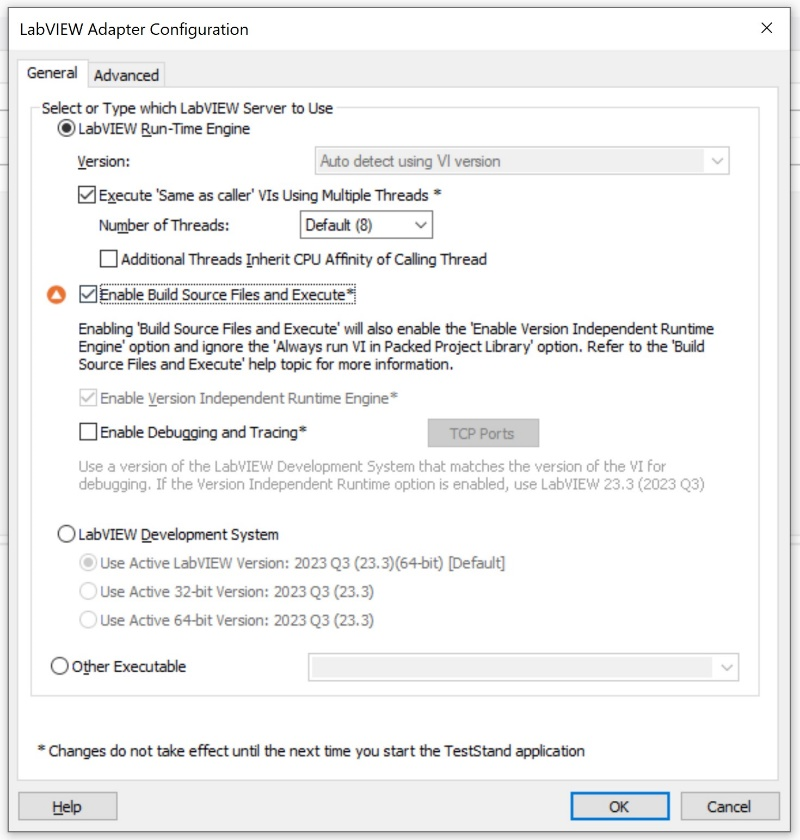 LabVIEW Adapter Configuration
General
Advanced
Select or Type which LabVIEW Server to Use
LabVIEW Run-Time Engine
Version:
Auto detect using VI version
Execute 'Same as caller' VIs Using Multiple Threads *
Number of Threads:
Default (8)
Additional Threads Inherit CPU Affinity of Calling Thread
Enable Build Source Files and Execute*
Enabling 'Build Source Files and Execute' will also enable the 'Enable Version Independent Runtime
Engine' option and ignore the 'Always run VI in Packed Project Library' option. Refer to the 'Build
Source Files and Execute' help topic for more information.
Enable Version Independent Runtime Engine*
Enable Debugging and Tracing*
TCP Ports
Use a version of the LabVIEW Development System that matches the version of the VI for
debugging. If the Version Independent Runtime option is enabled, use LabVIEW 23.3 (2023 Q3)
LabVIEW Development System
Use Active LabVIEW Version: 2023 Q3 (23.3)(64-bit) [Default]
Use Active 32-bit Version: 2023 Q3 (23.3)
Use Active 64-bit Version: 2023 Q3 (23.3)
Other Executable
* Changes do not take effect until the next time you start the TestStand application
Help
OK
Cancel